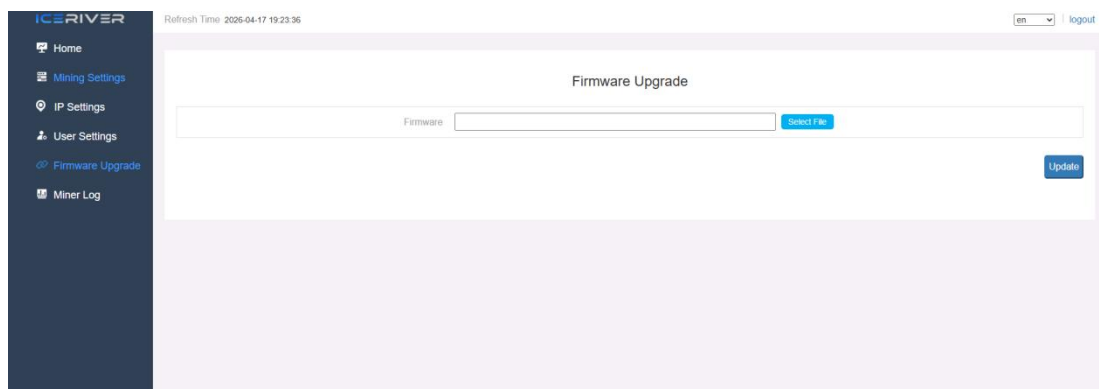 ICERIVER
Refresh Time 2026-04-17 19:23:36
en
logout
Home
Mining Settings
IP Settings
User Settings
Firmware Upgrade
Miner Log
Firmware Upgrade
Firmware
Select File
Update